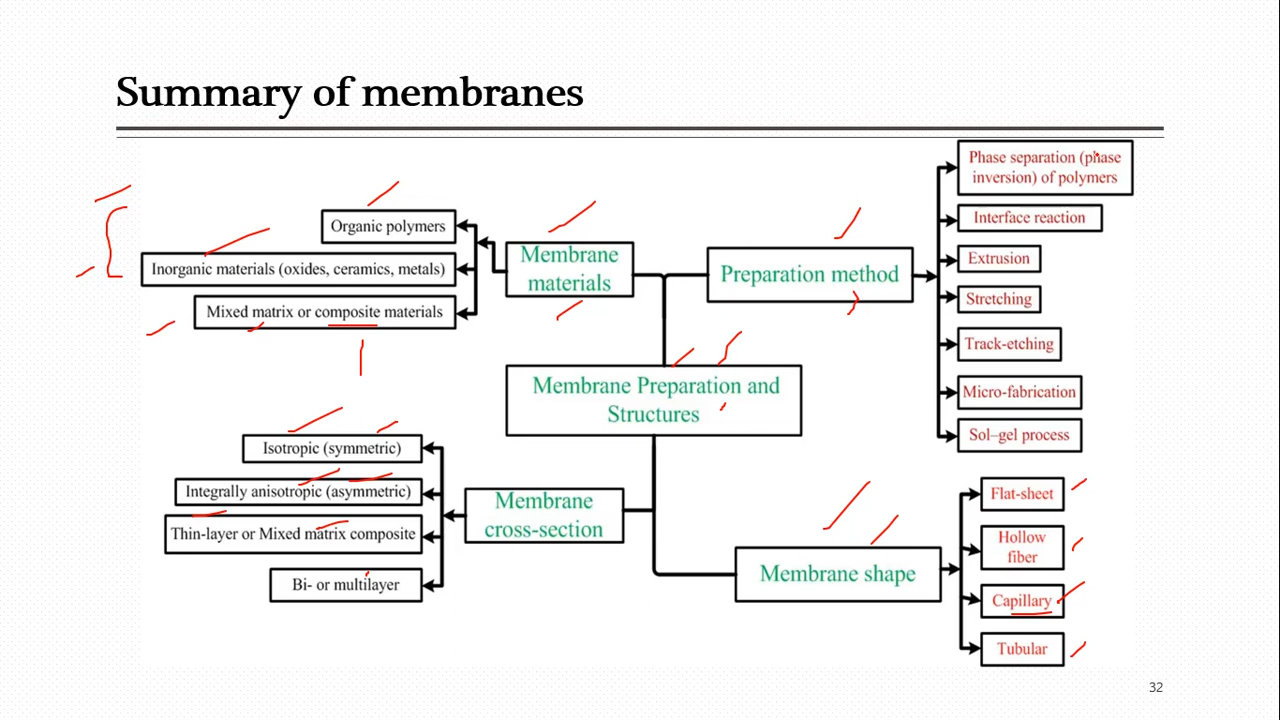 Summary of membranes
Organic polymers
Inorganic materials (oxides, ceramics, metals)
Mixed matrix or composite materials
Membrane
materials
Preparation method
Phase separation (phase
inversion) of polymers
Interface reaction
Extrusion
Stretching
Track-etching
Micro-fabrication
Sol–gel process
Membrane Preparation and
Structures
Isotropic (symmetric)
Integrally anisotropic (asymmetric)
Thin-layer or Mixed matrix composite
Bi- or multilayer
Membrane
cross-section
Membrane shape
Flat-sheet
Hollow
fiber
Capillary
Tubular
32